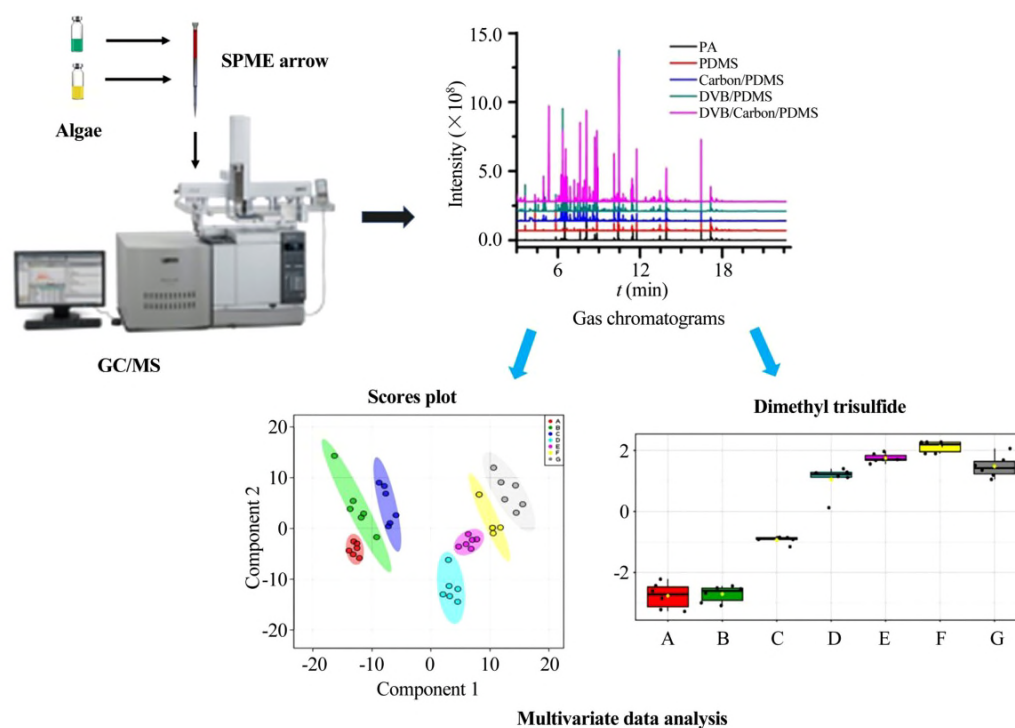 SPME arrow
Algae
GC/MS
15.0
10.0
5.0
0.0
Intensity (×10⁸)
PA
PDMS
Carbon/PDMS
DVB/PDMS
DVB/Carbon/PDMS
6 12 18
t (min)
Gas chromatograms
Scores plot
20
10
0
-10
-20
Component 2
A
B
C
D
E
F
G
-20 -10 0 10 20
Component 1
Dimethyl trisulfide
2
0
-2
A B C D E F G
Multivariate data analysis